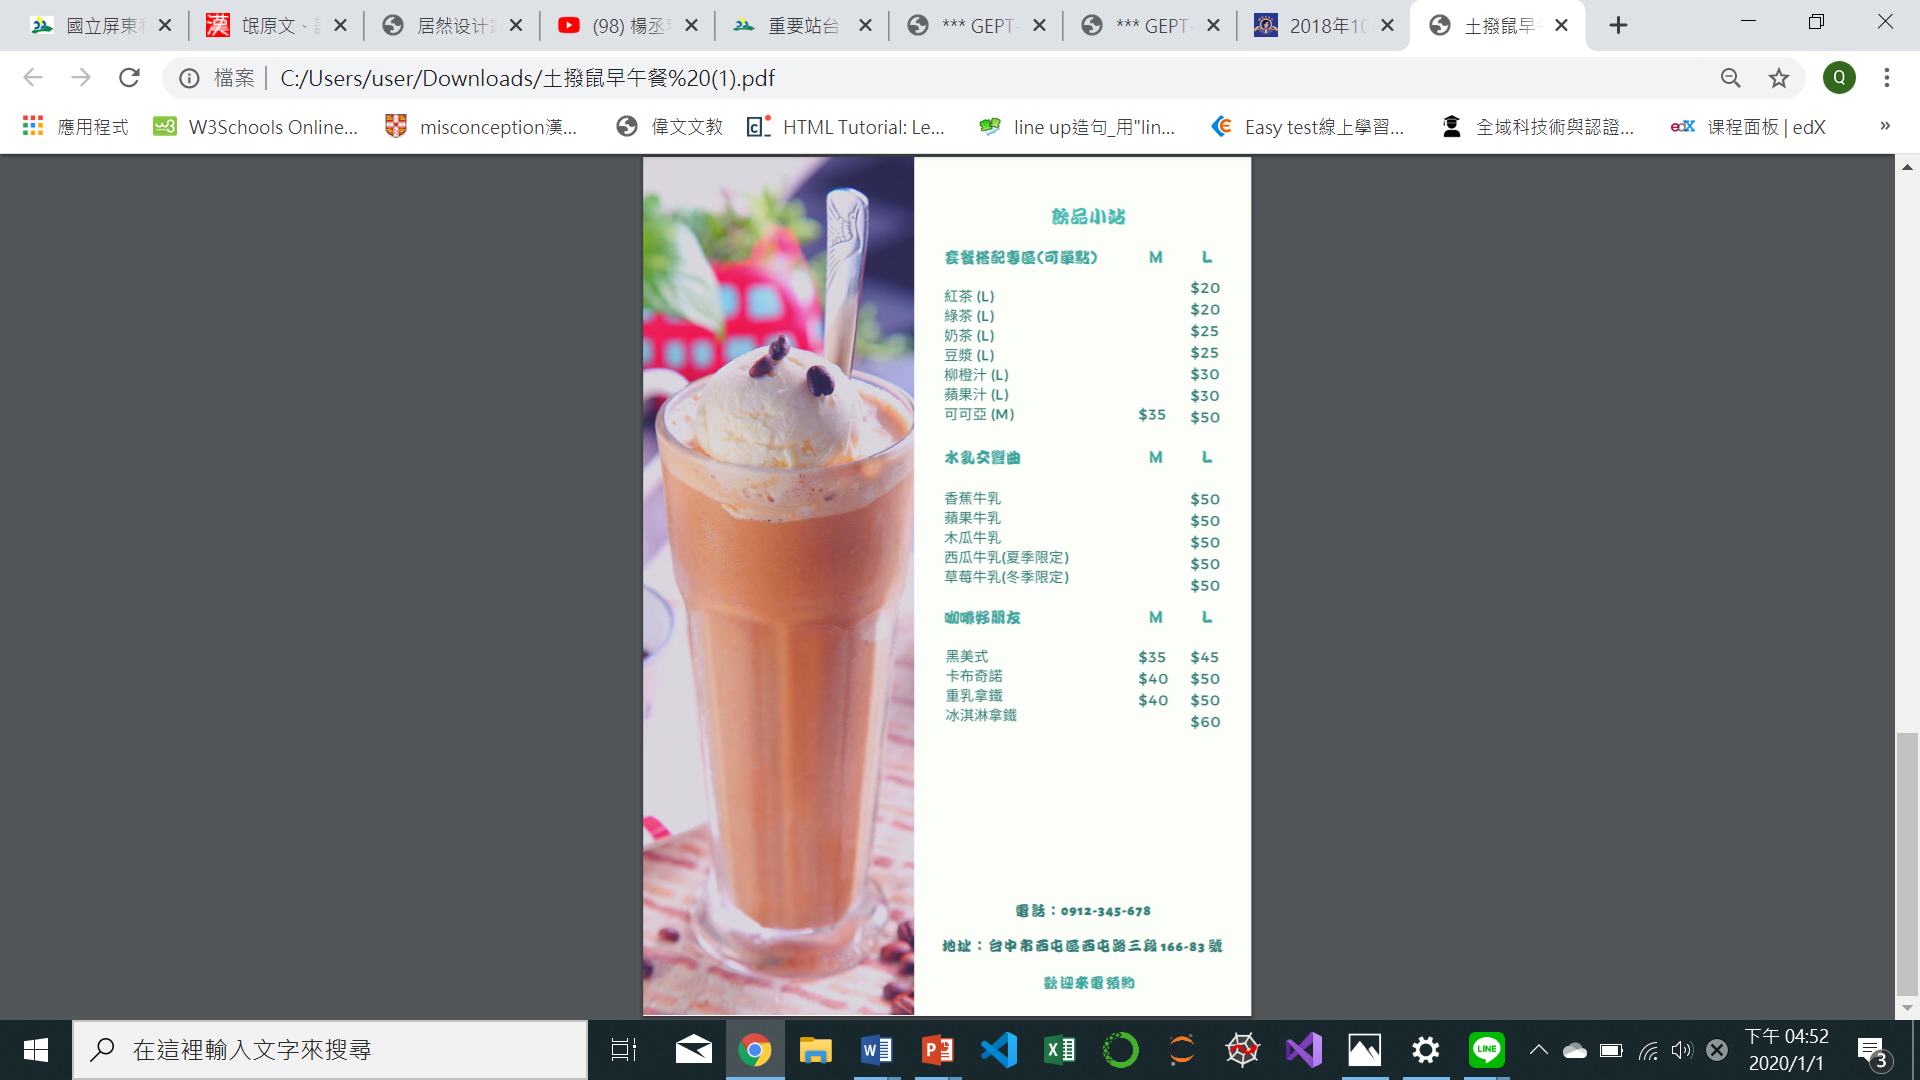 國立屏東科
氓原文、
居然设计
(98) 楊丞
重要站台
*** GEPT
*** GEPT
2018年10
土撥鼠早
檔案 | C:/Users/user/Downloads/土撥鼠早午餐%20(1).pdf
Q
應用程式
W3Schools Online...
misconception漢...
偉文文教
HTML Tutorial: Le...
line up造句_用"lin...
Easy test線上學習...
全域科技術與認證...
课程面板 | edX
»
飲品小站
套餐搭配專區(可單點) M L
紅茶 (L) $20
綠茶 (L) $20
奶茶 (L) $25
豆漿 (L) $25
柳橙汁 (L) $30
蘋果汁 (L) $30
可可亞 (M) $35 $50
水乳交響曲 M L
香蕉牛乳 $50
蘋果牛乳 $50
木瓜牛乳 $50
西瓜牛乳(夏季限定) $50
草莓牛乳(冬季限定) $50
咖啡好朋友 M L
黑美式 $35 $45
卡布奇諾 $40 $50
重乳拿鐵 $40 $50
冰淇淋拿鐵 $60
電話：0912-345-678
地址：台中市西屯區西屯路三段166-83 號
歡迎來電預約
在這裡輸入文字來搜尋
下午 04:52
2020/1/1
3